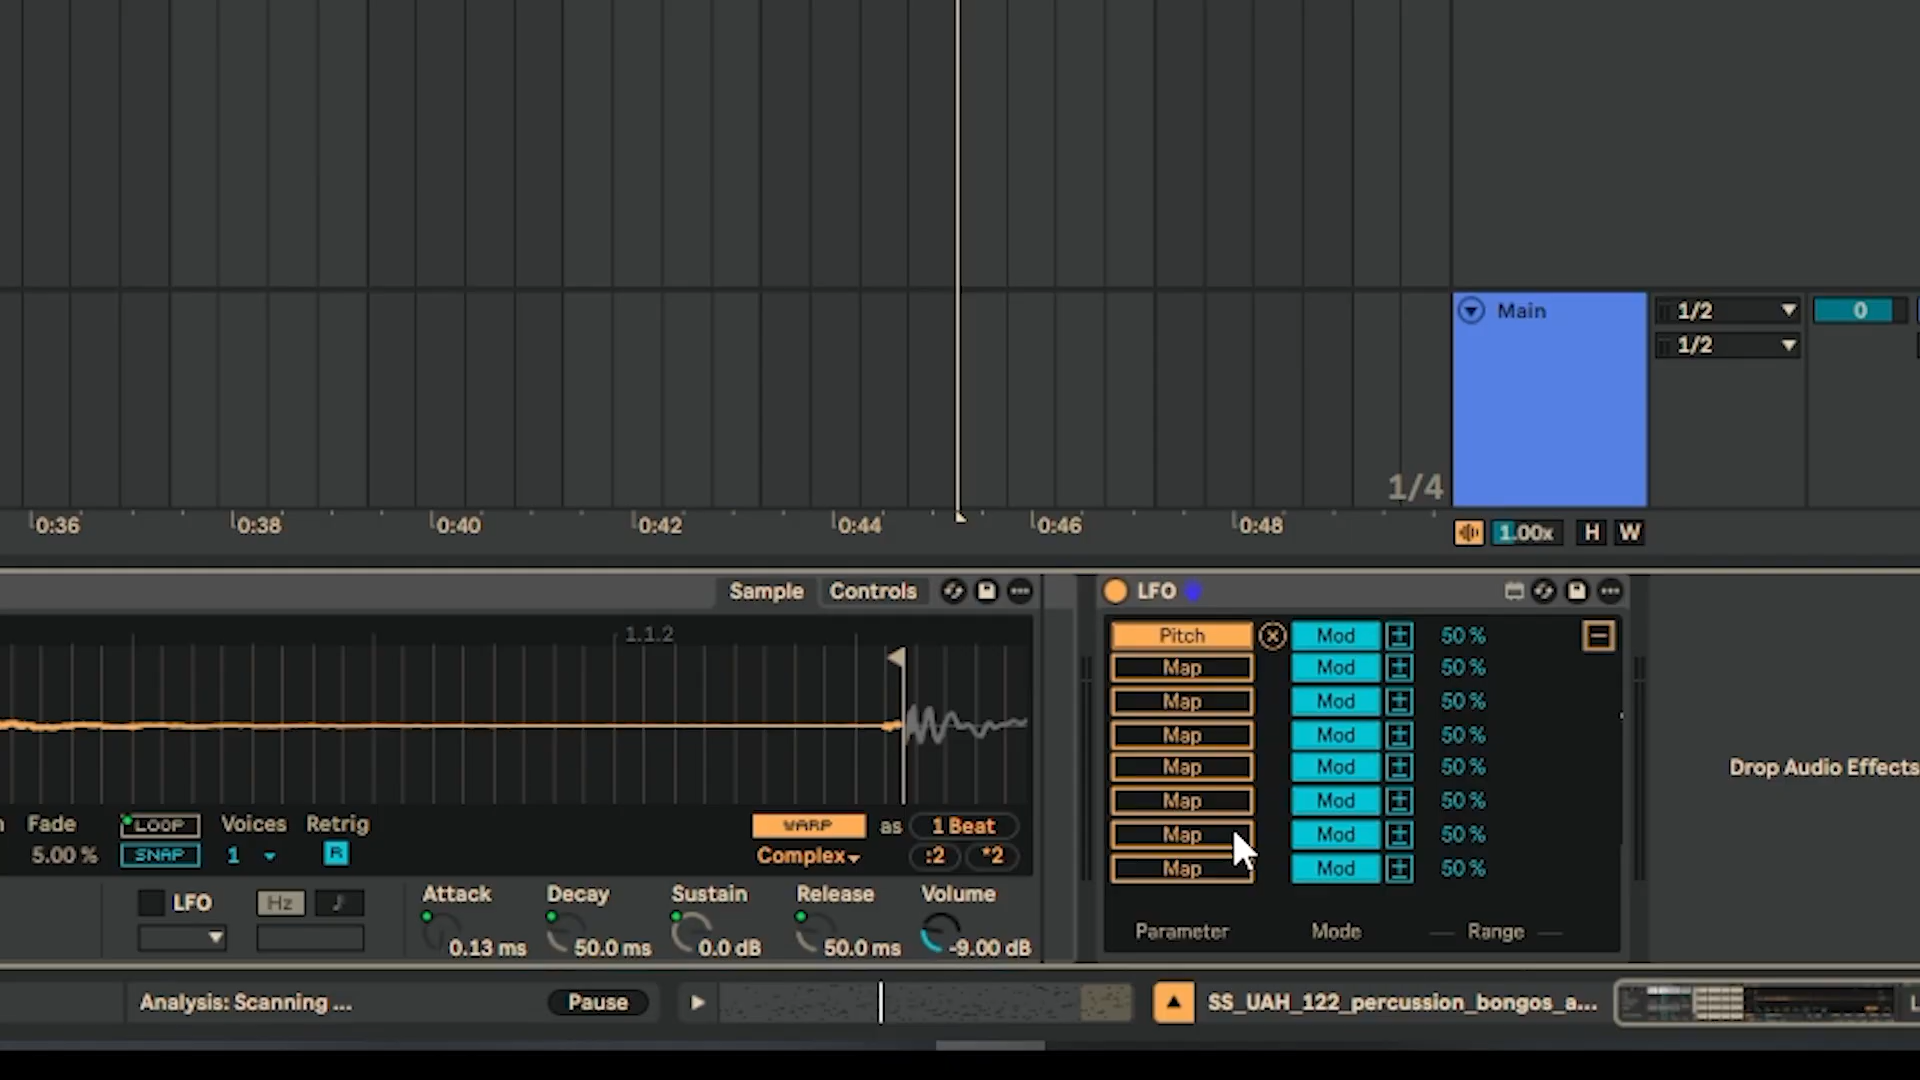 Main
1/2
0
1/2
1/4
0:36
0:38
0:40
0:42
0:44
0:46
0:48
1.00x
H
W
Sample
Controls
LFO
1.1.2
Pitch
Mod
±
50 %
Map
Mod
±
50 %
Map
Mod
±
50 %
Map
Mod
±
50 %
Map
Mod
±
50 %
Map
Mod
±
50 %
Map
Mod
±
50 %
Map
Mod
±
50 %
Parameter
Mode
Range
Drop Audio Effects
Fade
LOOP
Voices
Retrig
WARP
as
1 Beat
5.00 %
SNAP
1
R
Complex
:2
*2
LFO
Hz
Attack
Decay
Sustain
Release
Volume
0.13 ms
50.0 ms
0.0 dB
50.0 ms
-9.00 dB
Analysis: Scanning ...
Pause
SS_UAH_122_percussion_bongos_a...